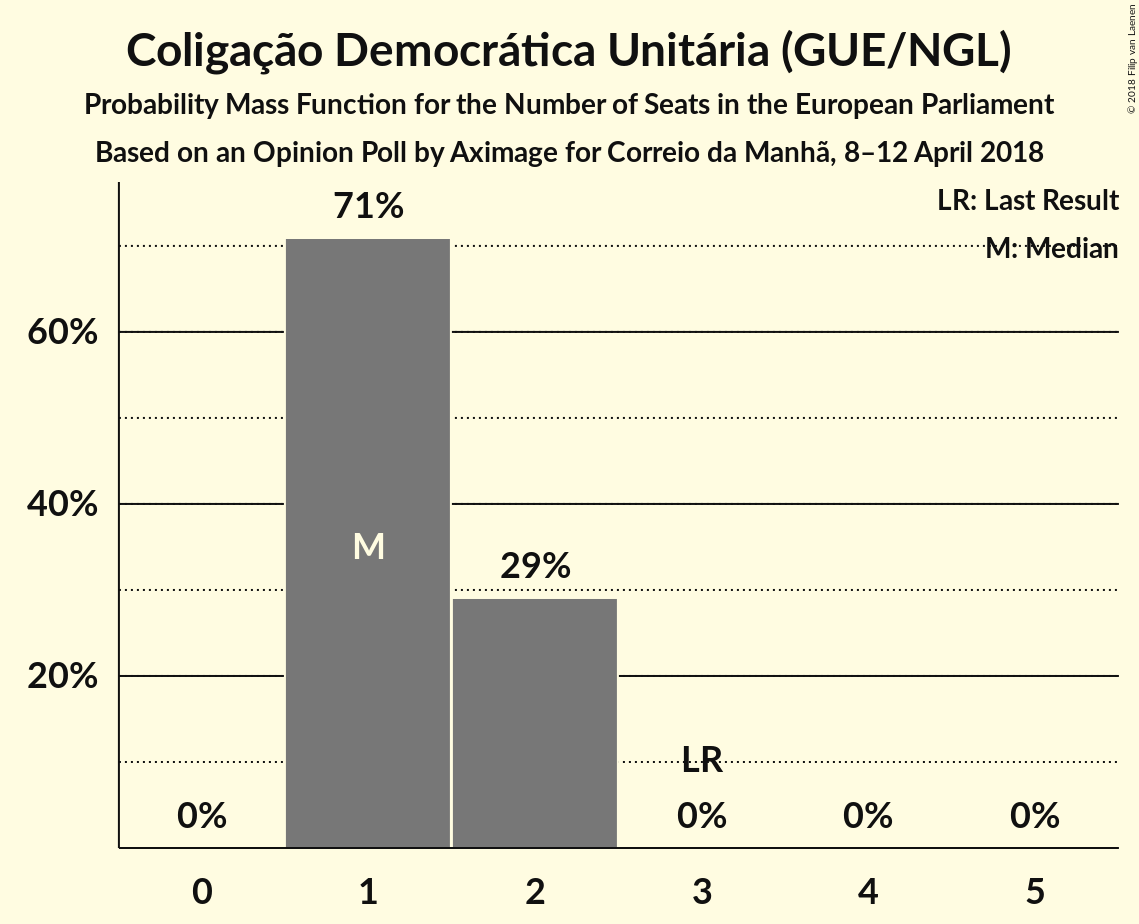 Coligação Democrática Unitária (GUE/NGL)
Probability Mass Function for the Number of Seats in the European Parliament
Based on an Opinion Poll by Aximage for Correio da Manhã, 8–12 April 2018
© 2018 Filip van Laenen
LR: Last Result
M: Median
71%
60%
40%
M
29%
20%
LR
0%
0%
0%
0%
0 1 2 3 4 5